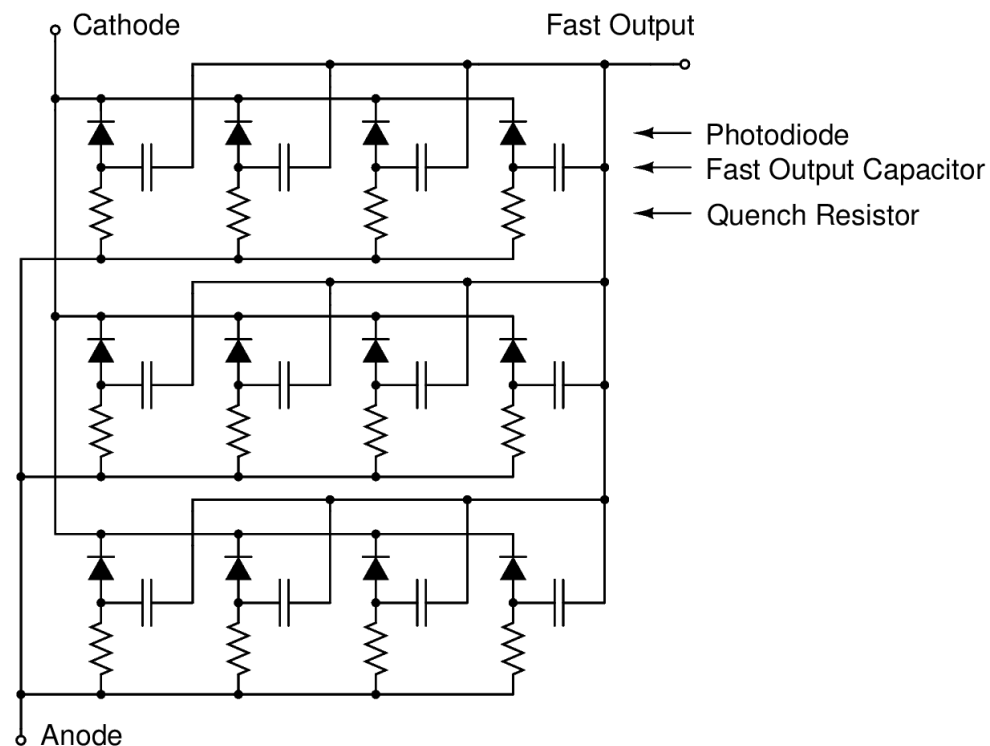 Cathode
Fast Output
Photodiode
Fast Output Capacitor
Quench Resistor
Anode